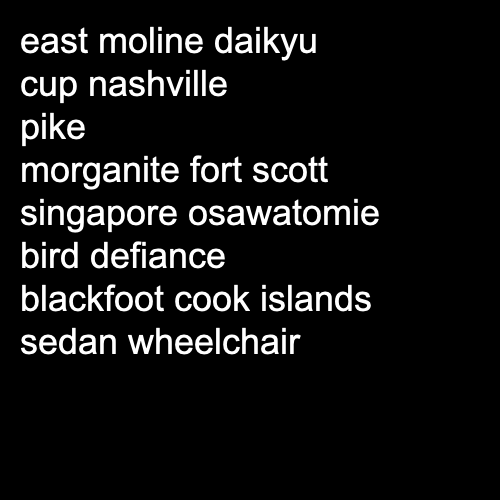 east moline daikyu
cup nashville
pike
morganite fort scott
singapore osawatomie
bird defiance
blackfoot cook islands
sedan wheelchair